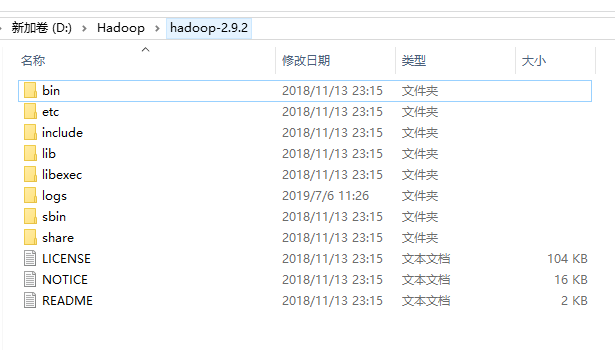 新加卷 (D:) > Hadoop > hadoop-2.9.2
名称 修改日期 类型 大小
bin 2018/11/13 23:15 文件夹
etc 2018/11/13 23:15 文件夹
include 2018/11/13 23:15 文件夹
lib 2018/11/13 23:15 文件夹
libexec 2018/11/13 23:15 文件夹
logs 2019/7/6 11:26 文件夹
sbin 2018/11/13 23:15 文件夹
share 2018/11/13 23:15 文件夹
LICENSE 2018/11/13 23:15 文本文档 104 KB
NOTICE 2018/11/13 23:15 文本文档 16 KB
README 2018/11/13 23:15 文本文档 2 KB